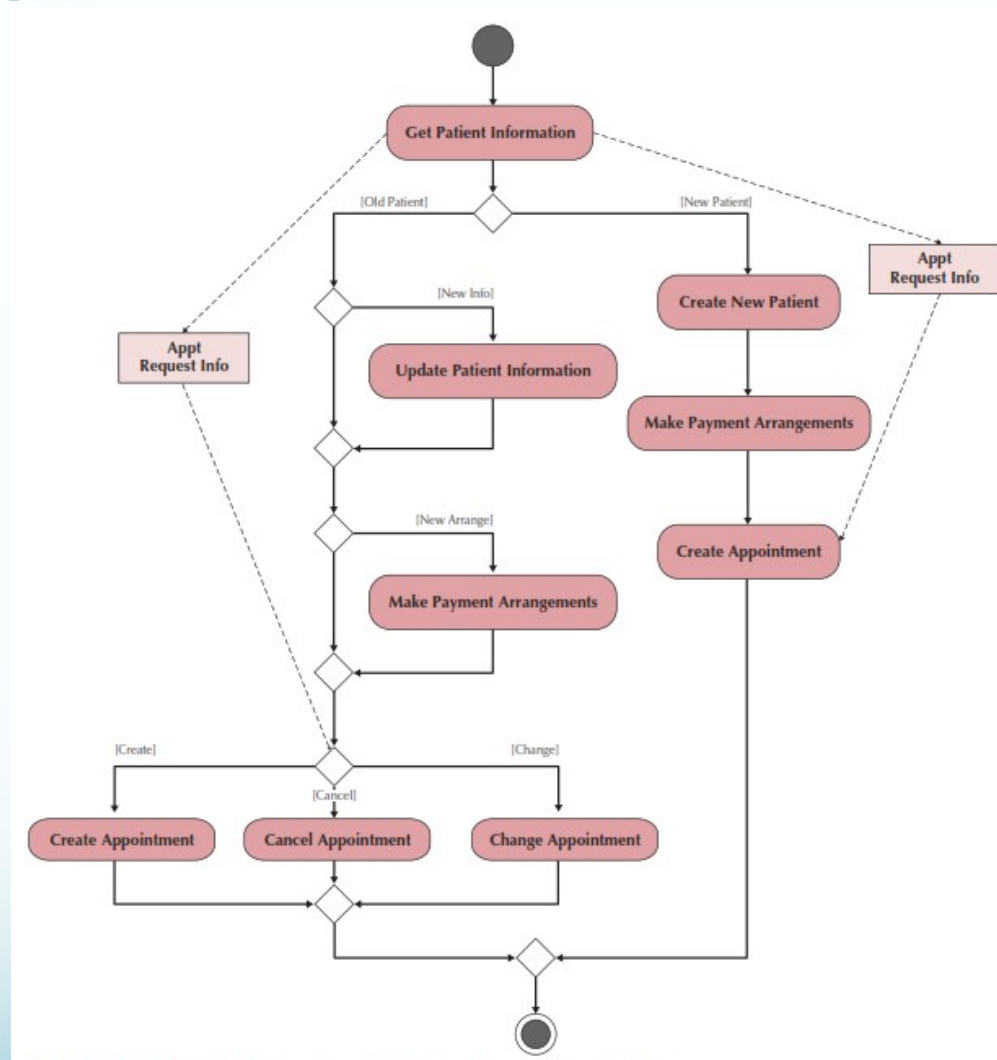 Get Patient Information
[Old Patient]
[New Patient]
Appt
Request Info
[New Info]
Create New Patient
Appt
Request Info
Update Patient Information
Make Payment Arrangements
[New Arrange]
Create Appointment
Make Payment Arrangements
[Create]
[Change]
[Cancel]
Create Appointment
Cancel Appointment
Change Appointment